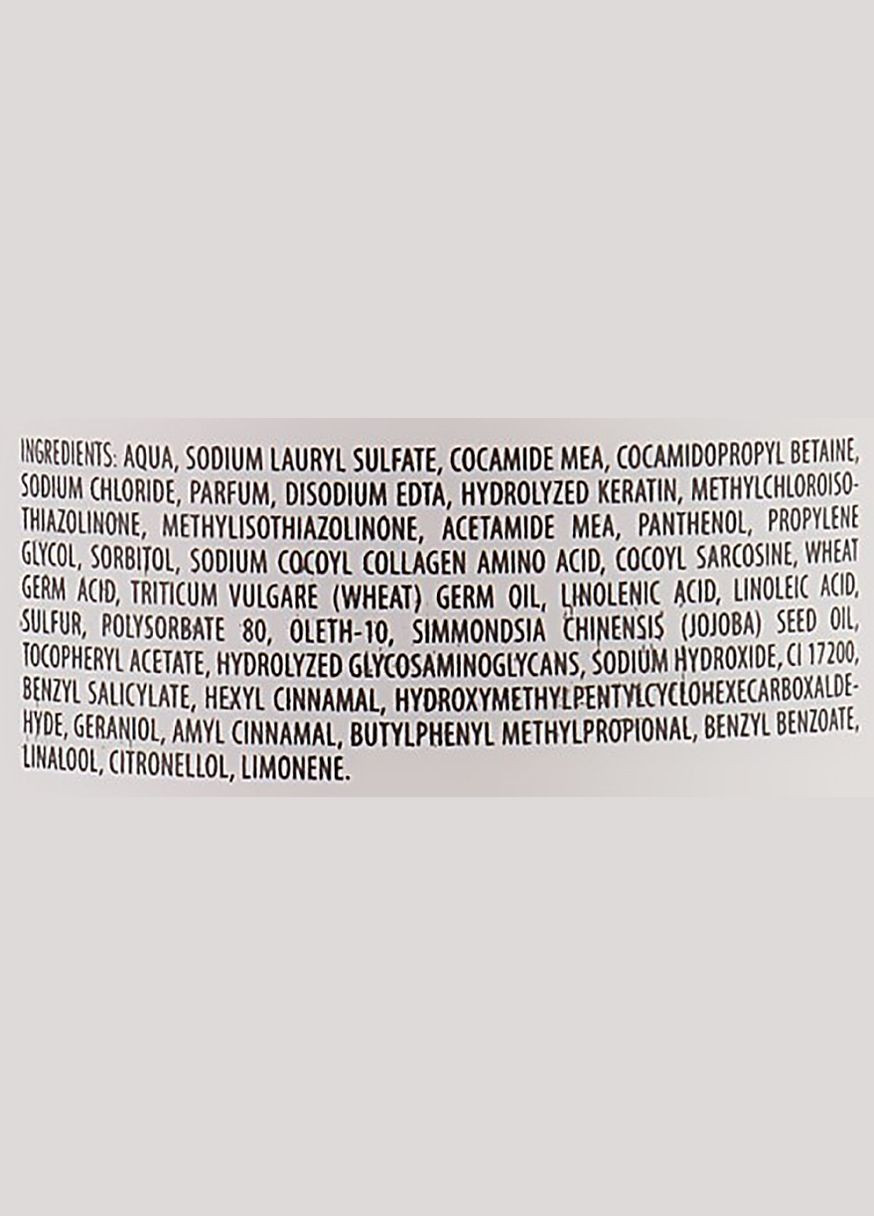 INGREDIENTS: AQUA, SODIUM LAURYL SULFATE, COCAMIDE MEA, COCAMIDOPROPYL BETAINE,
SODIUM CHLORIDE, PARFUM, DISODIUM EDTA, HYDROLYZED KERATIN, METHYLCHLOROISO-
THIAZOLINONE, METHYLISOTHIAZOLINONE, ACETAMIDE MEA, PANTHENOL, PROPYLENE
GLYCOL, SORBITOL, SODIUM COCOYL COLLAGEN AMINO ACID, COCOYL SARCOSINE, WHEAT
GERM ACID, TRITICUM VULGARE (WHEAT) GERM OIL, LINOLENIC ACID, LINOLEIC ACID,
SULFUR, POLYSORBATE 80, OLETH-10, SIMMONDSIA CHINENSIS (JOJOBA) SEED OIL,
TOCOPHERYL ACETATE, HYDROLYZED GLYCOSAMINOGLYCANS, SODIUM HYDROXIDE, CI 17200,
BENZYL SALICYLATE, HEXYL CINNAMAL, HYDROXYMETHYLPENTYLCYCLOHEXECARBOXALDE-
HYDE, GERANIOL, AMYL CINNAMAL, BUTYLPHENYL METHYLPROPIONAL, BENZYL BENZOATE,
LINALOOL, CITRONELLOL, LIMONENE.